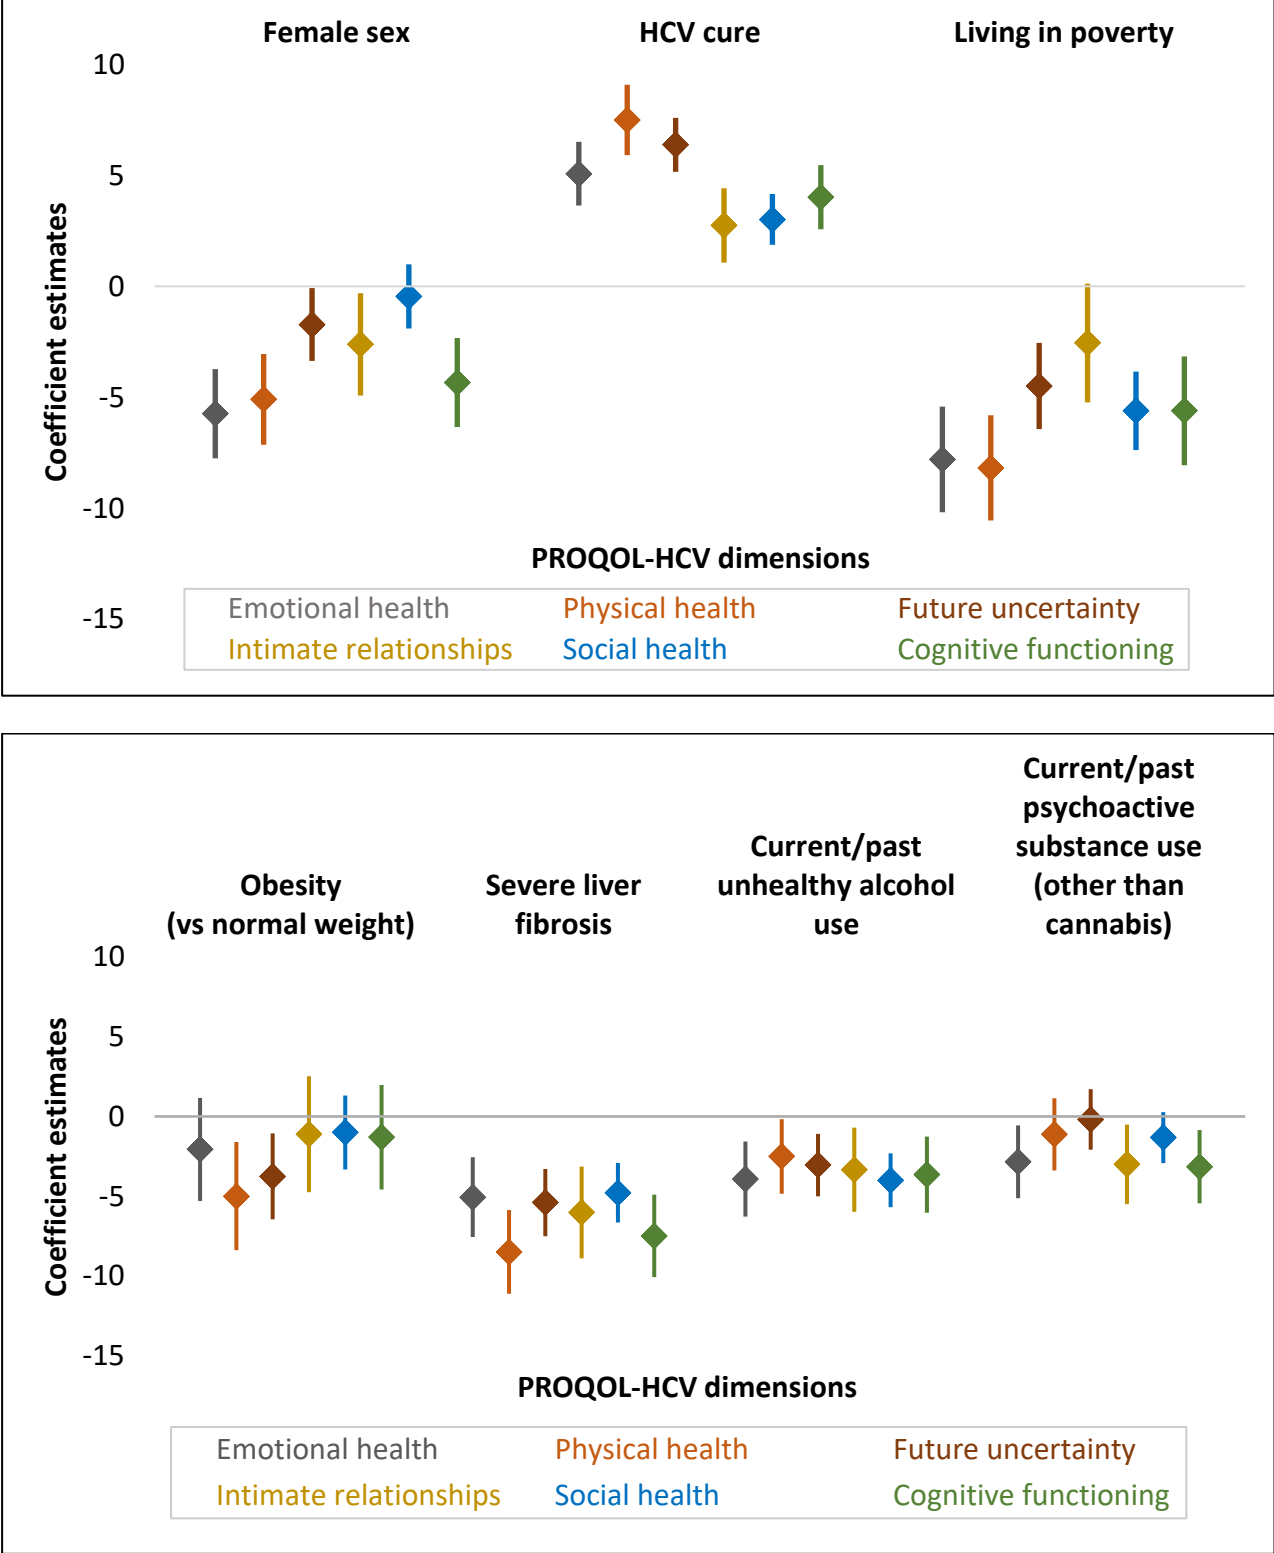 Female sex HCV cure Living in poverty
10
5
0
-5
-10
-15
Coefficient estimates
PROQOL-HCV dimensions
Emotional health Physical health Future uncertainty
Intimate relationships Social health Cognitive functioning
Current/past
psychoactive
substance use
(other than
cannabis)
Current/past
unhealthy alcohol
use
Severe liver
fibrosis
Obesity
(vs normal weight)
10
5
0
-5
-10
-15
Coefficient estimates
PROQOL-HCV dimensions
Emotional health Physical health Future uncertainty
Intimate relationships Social health Cognitive functioning